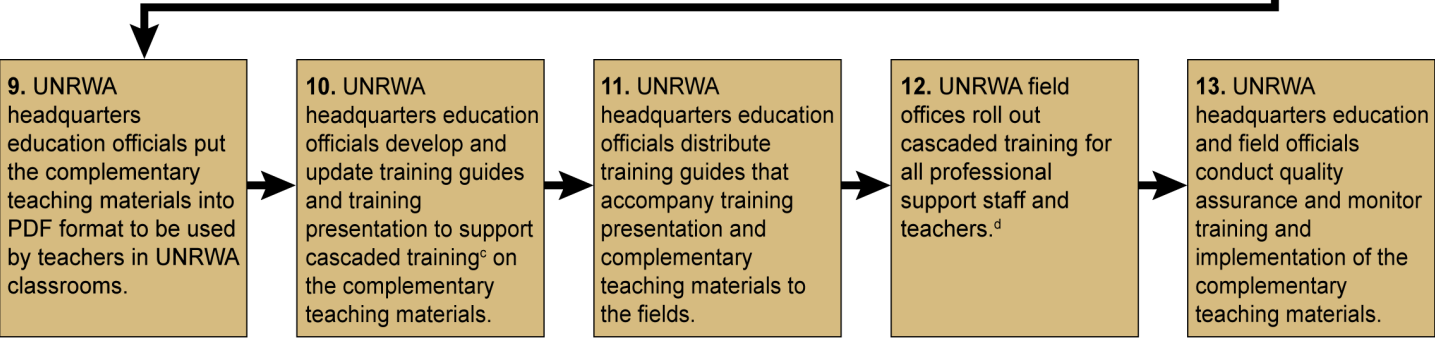 9. UNRWA
headquarters
education officials put
the complementary
teaching materials into
PDF format to be used
by teachers in UNRWA
classrooms.
10. UNRWA
headquarters education
officials develop and
update training guides
and training
presentation to support
cascaded trainingᶜ on
the complementary
teaching materials.
11. UNRWA
headquarters education
officials distribute
training guides that
accompany training
presentation and
complementary
teaching materials to
the fields.
12. UNRWA field
offices roll out
cascaded training for
all professional
support staff and
teachers.ᵈ
13. UNRWA
headquarters education
and field officials
conduct quality
assurance and monitor
training and
implementation of the
complementary
teaching materials.